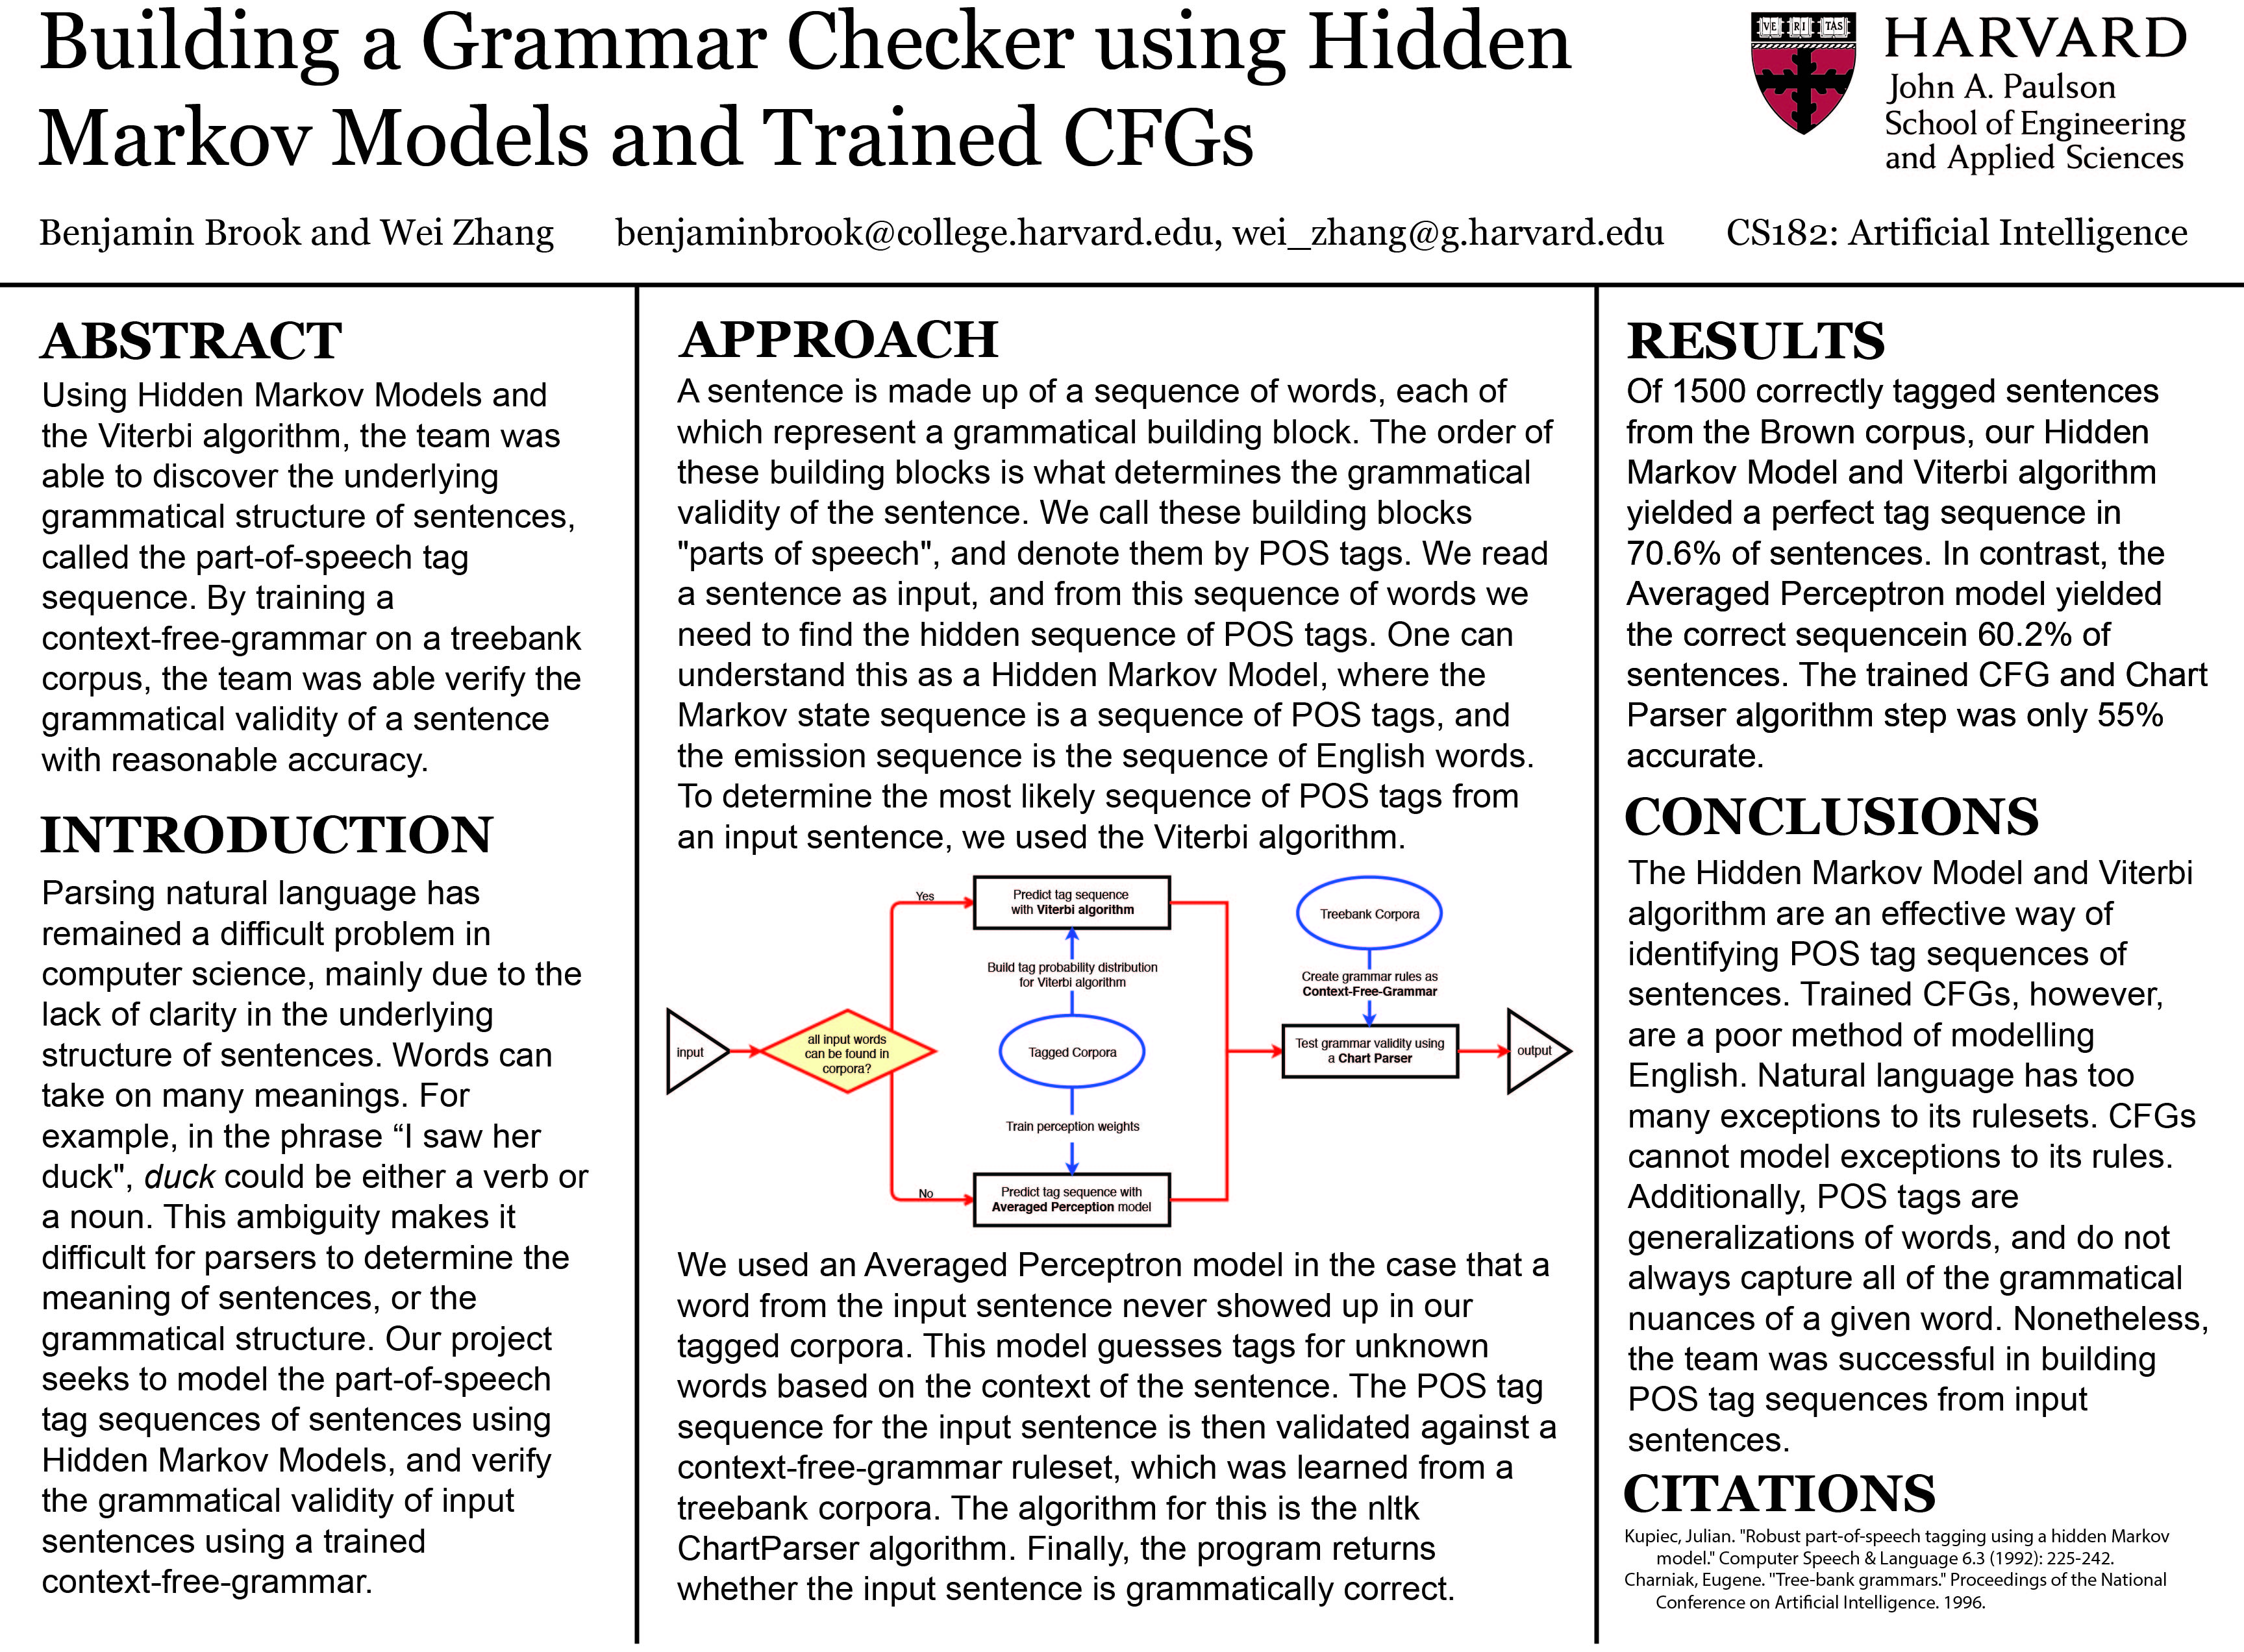 Building a Grammar Checker using Hidden
Markov Models and Trained CFGs
VE RI TAS
HARVARD
John A. Paulson
School of Engineering
and Applied Sciences
Benjamin Brook and Wei Zhang
benjaminbrook@college.harvard.edu, wei_zhang@g.harvard.edu
CS182: Artificial Intelligence
ABSTRACT
Using Hidden Markov Models and
the Viterbi algorithm, the team was
able to discover the underlying
grammatical structure of sentences,
called the part-of-speech tag
sequence. By training a
context-free-grammar on a treebank
corpus, the team was able verify the
grammatical validity of a sentence
with reasonable accuracy.
INTRODUCTION
Parsing natural language has
remained a difficult problem in
computer science, mainly due to the
lack of clarity in the underlying
structure of sentences. Words can
take on many meanings. For
example, in the phrase “I saw her
duck", duck could be either a verb or
a noun. This ambiguity makes it
difficult for parsers to determine the
meaning of sentences, or the
grammatical structure. Our project
seeks to model the part-of-speech
tag sequences of sentences using
Hidden Markov Models, and verify
the grammatical validity of input
sentences using a trained
context-free-grammar.
APPROACH
A sentence is made up of a sequence of words, each of
which represent a grammatical building block. The order of
these building blocks is what determines the grammatical
validity of the sentence. We call these building blocks
"parts of speech", and denote them by POS tags. We read
a sentence as input, and from this sequence of words we
need to find the hidden sequence of POS tags. One can
understand this as a Hidden Markov Model, where the
Markov state sequence is a sequence of POS tags, and
the emission sequence is the sequence of English words.
To determine the most likely sequence of POS tags from
an input sentence, we used the Viterbi algorithm.
input
all input words
can be found in
corpora?
Yes
Predict tag sequence
with Viterbi algorithm
Build tag probability distribution
for Viterbi algorithm
Tagged Corpora
Train perception weights
No
Predict tag sequence with
Averaged Perception model
Treebank Corpora
Create grammar rules as
Context-Free-Grammar
Test grammar validity using
a Chart Parser
output
We used an Averaged Perceptron model in the case that a
word from the input sentence never showed up in our
tagged corpora. This model guesses tags for unknown
words based on the context of the sentence. The POS tag
sequence for the input sentence is then validated against a
context-free-grammar ruleset, which was learned from a
treebank corpora. The algorithm for this is the nltk
ChartParser algorithm. Finally, the program returns
whether the input sentence is grammatically correct.
RESULTS
Of 1500 correctly tagged sentences
from the Brown corpus, our Hidden
Markov Model and Viterbi algorithm
yielded a perfect tag sequence in
70.6% of sentences. In contrast, the
Averaged Perceptron model yielded
the correct sequencein 60.2% of
sentences. The trained CFG and Chart
Parser algorithm step was only 55%
accurate.
CONCLUSIONS
The Hidden Markov Model and Viterbi
algorithm are an effective way of
identifying POS tag sequences of
sentences. Trained CFGs, however,
are a poor method of modelling
English. Natural language has too
many exceptions to its rulesets. CFGs
cannot model exceptions to its rules.
Additionally, POS tags are
generalizations of words, and do not
always capture all of the grammatical
nuances of a given word. Nonetheless,
the team was successful in building
POS tag sequences from input
sentences.
CITATIONS
Kupiec, Julian. "Robust part-of-speech tagging using a hidden Markov
model." Computer Speech & Language 6.3 (1992): 225-242.
Charniak, Eugene. "Tree-bank grammars." Proceedings of the National
Conference on Artificial Intelligence. 1996.